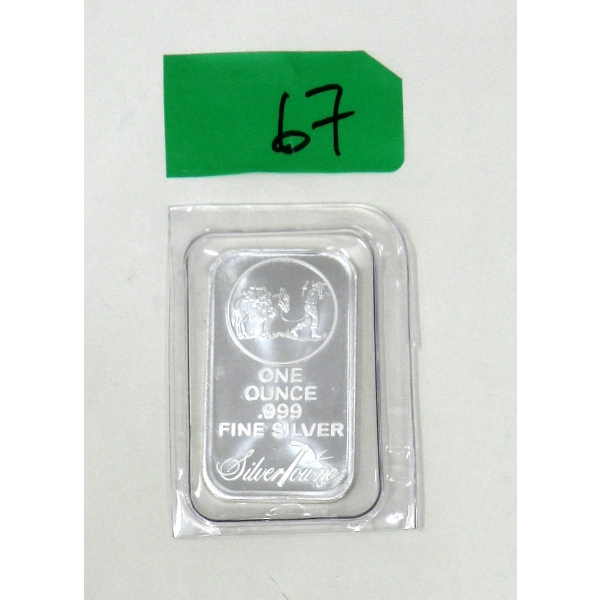 67
ONE
OUNCE
.999
FINE SILVER
SilverTowne